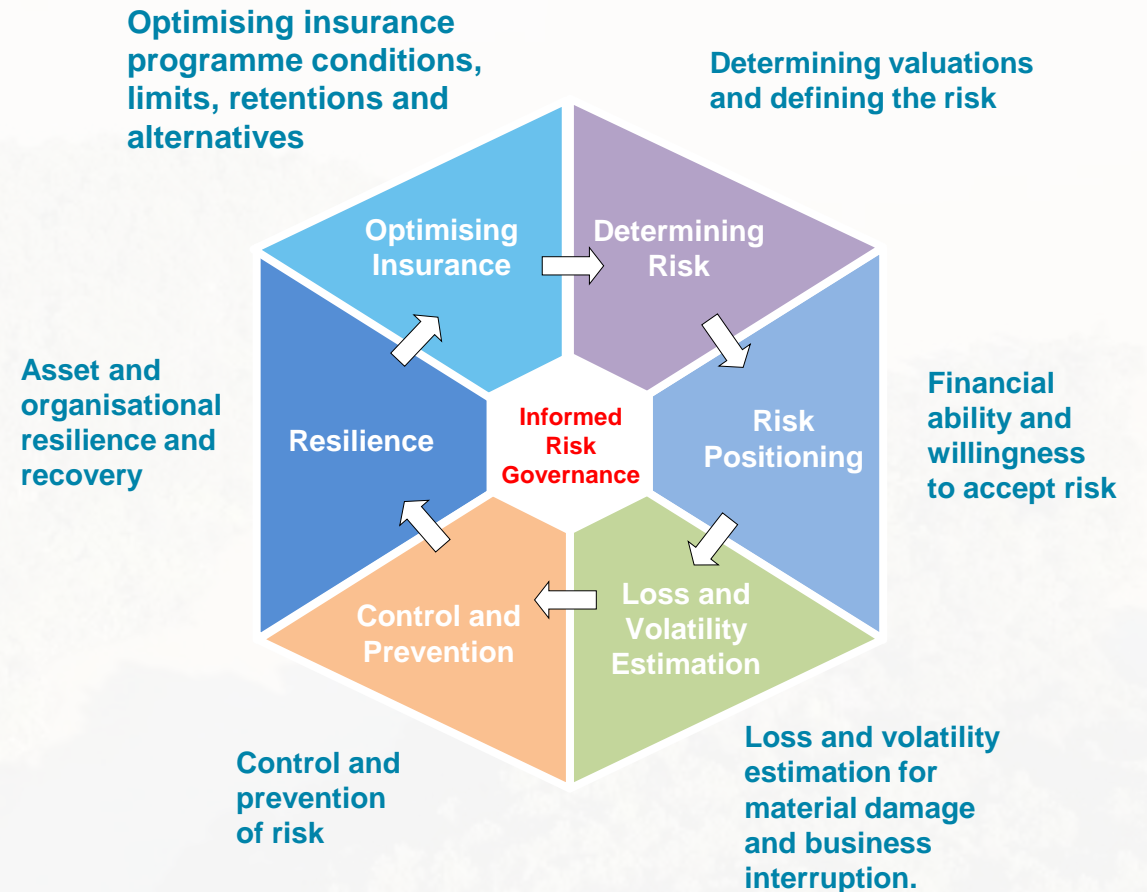 Optimising insurance
programme conditions,
limits, retentions and
alternatives
Determining valuations
and defining the risk
Optimising
Insurance
Determining
Risk
Asset and
organisational
resilience and
recovery
Resilience
Informed
Risk
Governance
Risk
Positioning
Financial
ability and
willingness
to accept risk
Control and
Prevention
Loss and
Volatility
Estimation
Control and
prevention
of risk
Loss and volatility
estimation for
material damage
and business
interruption.